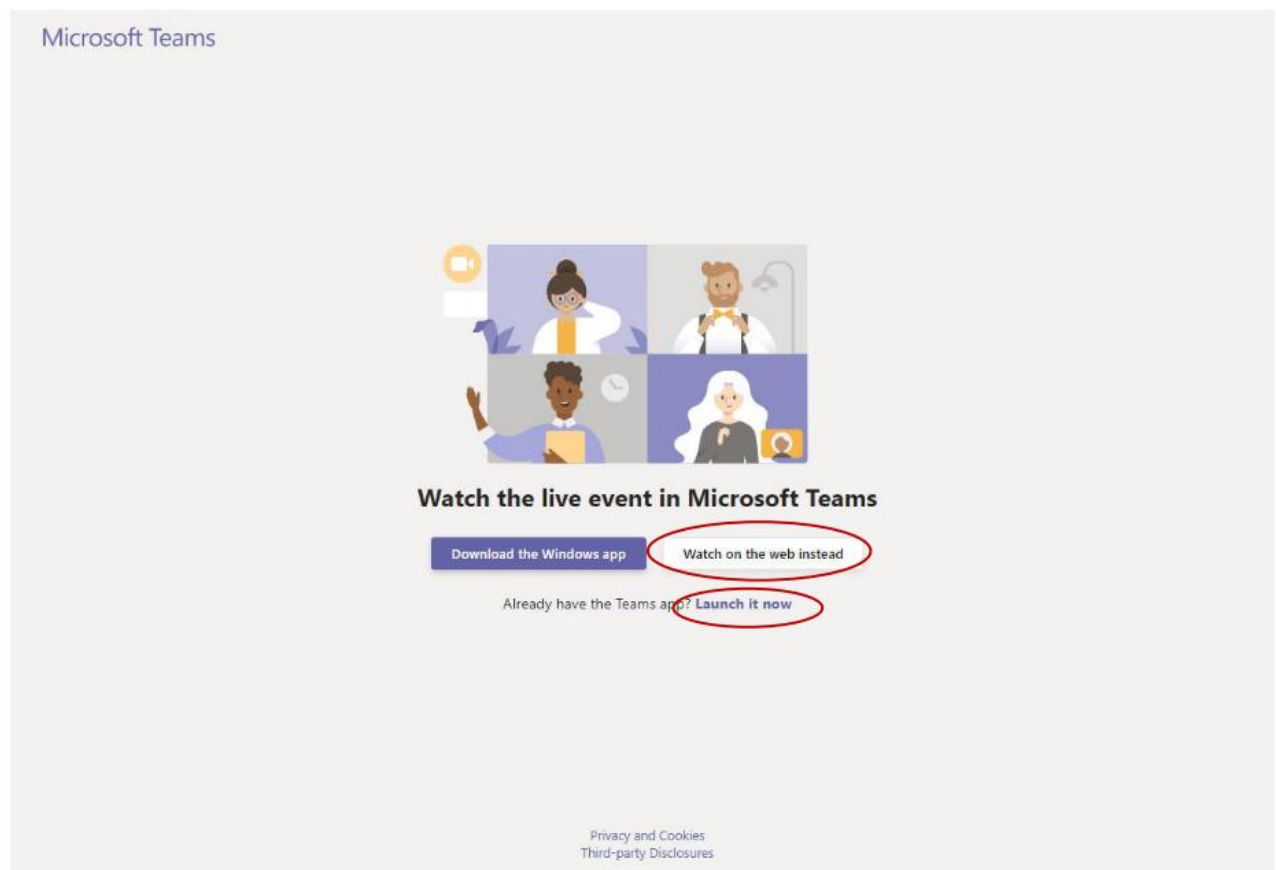 Microsoft Teams
Watch the live event in Microsoft Teams
Download the Windows app
Watch on the web instead
Already have the Teams app? Launch it now
Privacy and Cookies
Third-party Disclosures